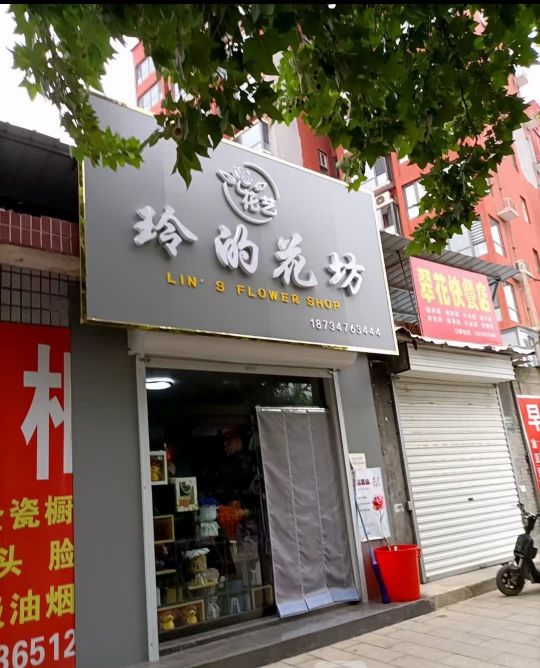 花艺
玲的花坊
LIN'S FLOWER SHOP
18734763444
翠花快餐店
瓷橱
头 脸
油烟
36512
早